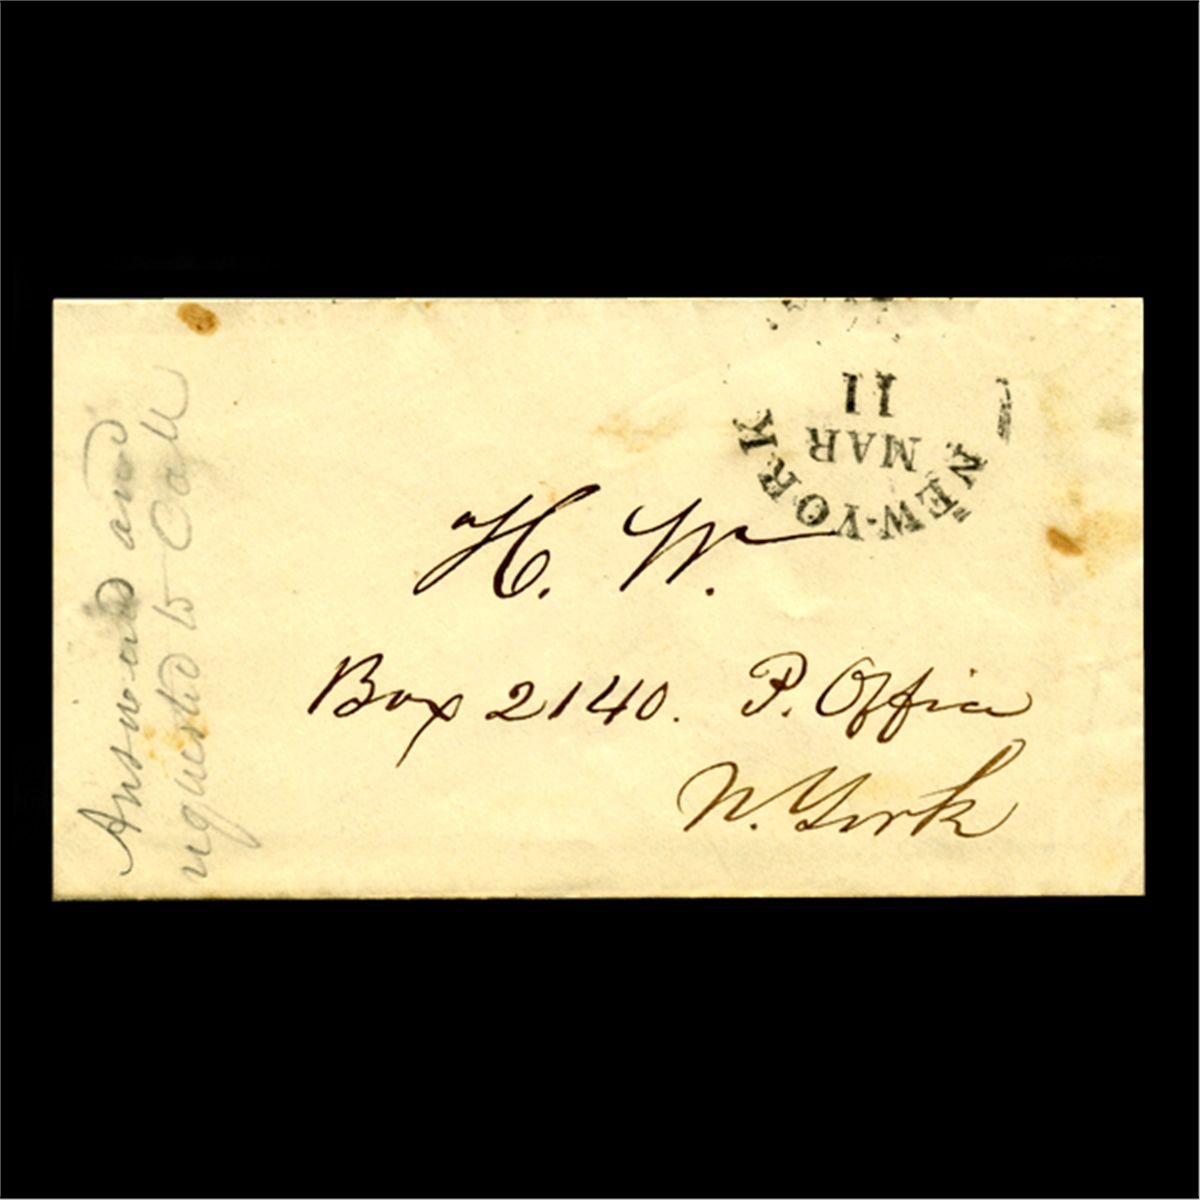 NEW-YORK
MAR
11
H. W.
Box 2140. P. Office
N. York
Answered and
requested to Call